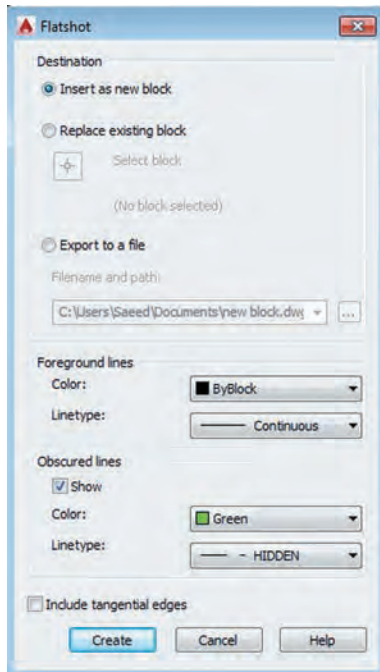 Flatshot
Destination
Insert as new block
Replace existing block
Select block
(No block selected)
Export to a file
Filename and path:
C:\Users\Saeed\Documents\new block.dwg
...
Foreground lines
Color: ByBlock
Linetype: Continuous
Obscured lines
Show
Color: Green
Linetype: HIDDEN
Include tangential edges
Create Cancel Help